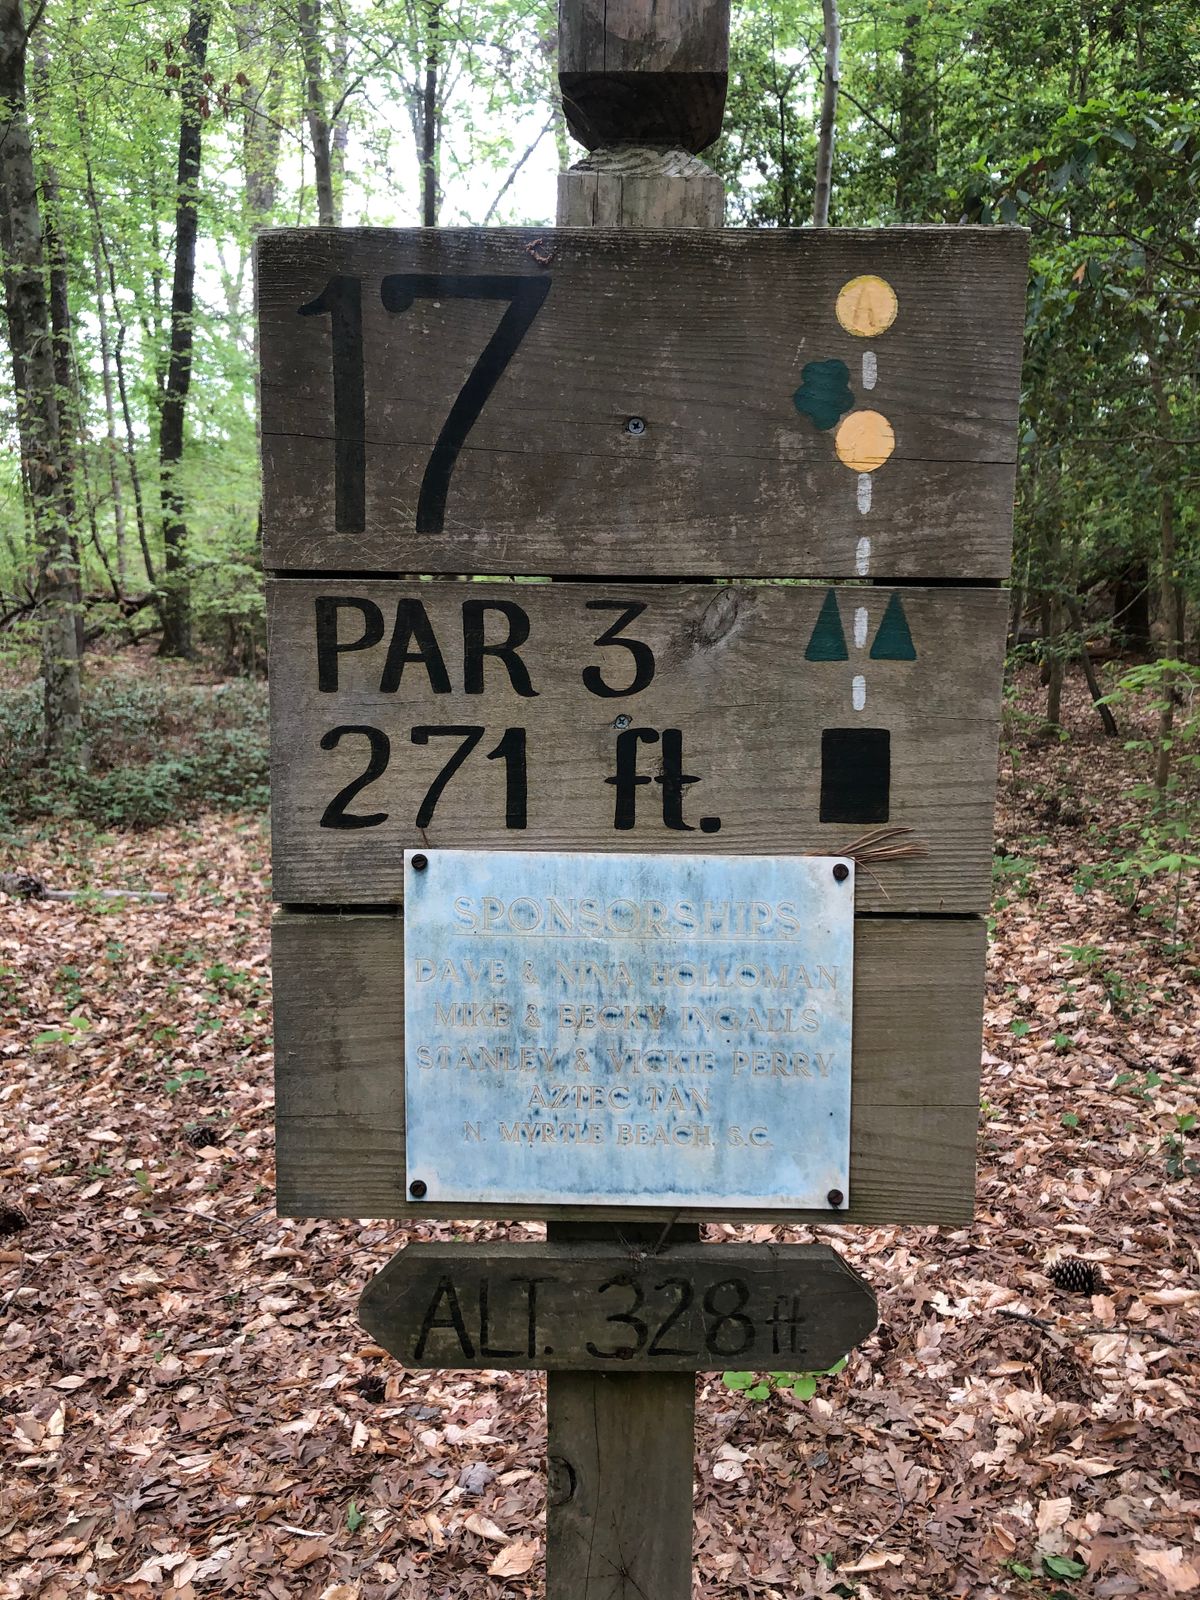 17
A
PAR 3
271 ft.
SPONSORSHIPS
DAVE & NINA HOLLOMAN
MIKE & BECKY INGALLS
STANLEY & VICKIE PERRY
AZTEC TAN
N. MYRTLE BEACH, S.C.
ALT. 328 ft.